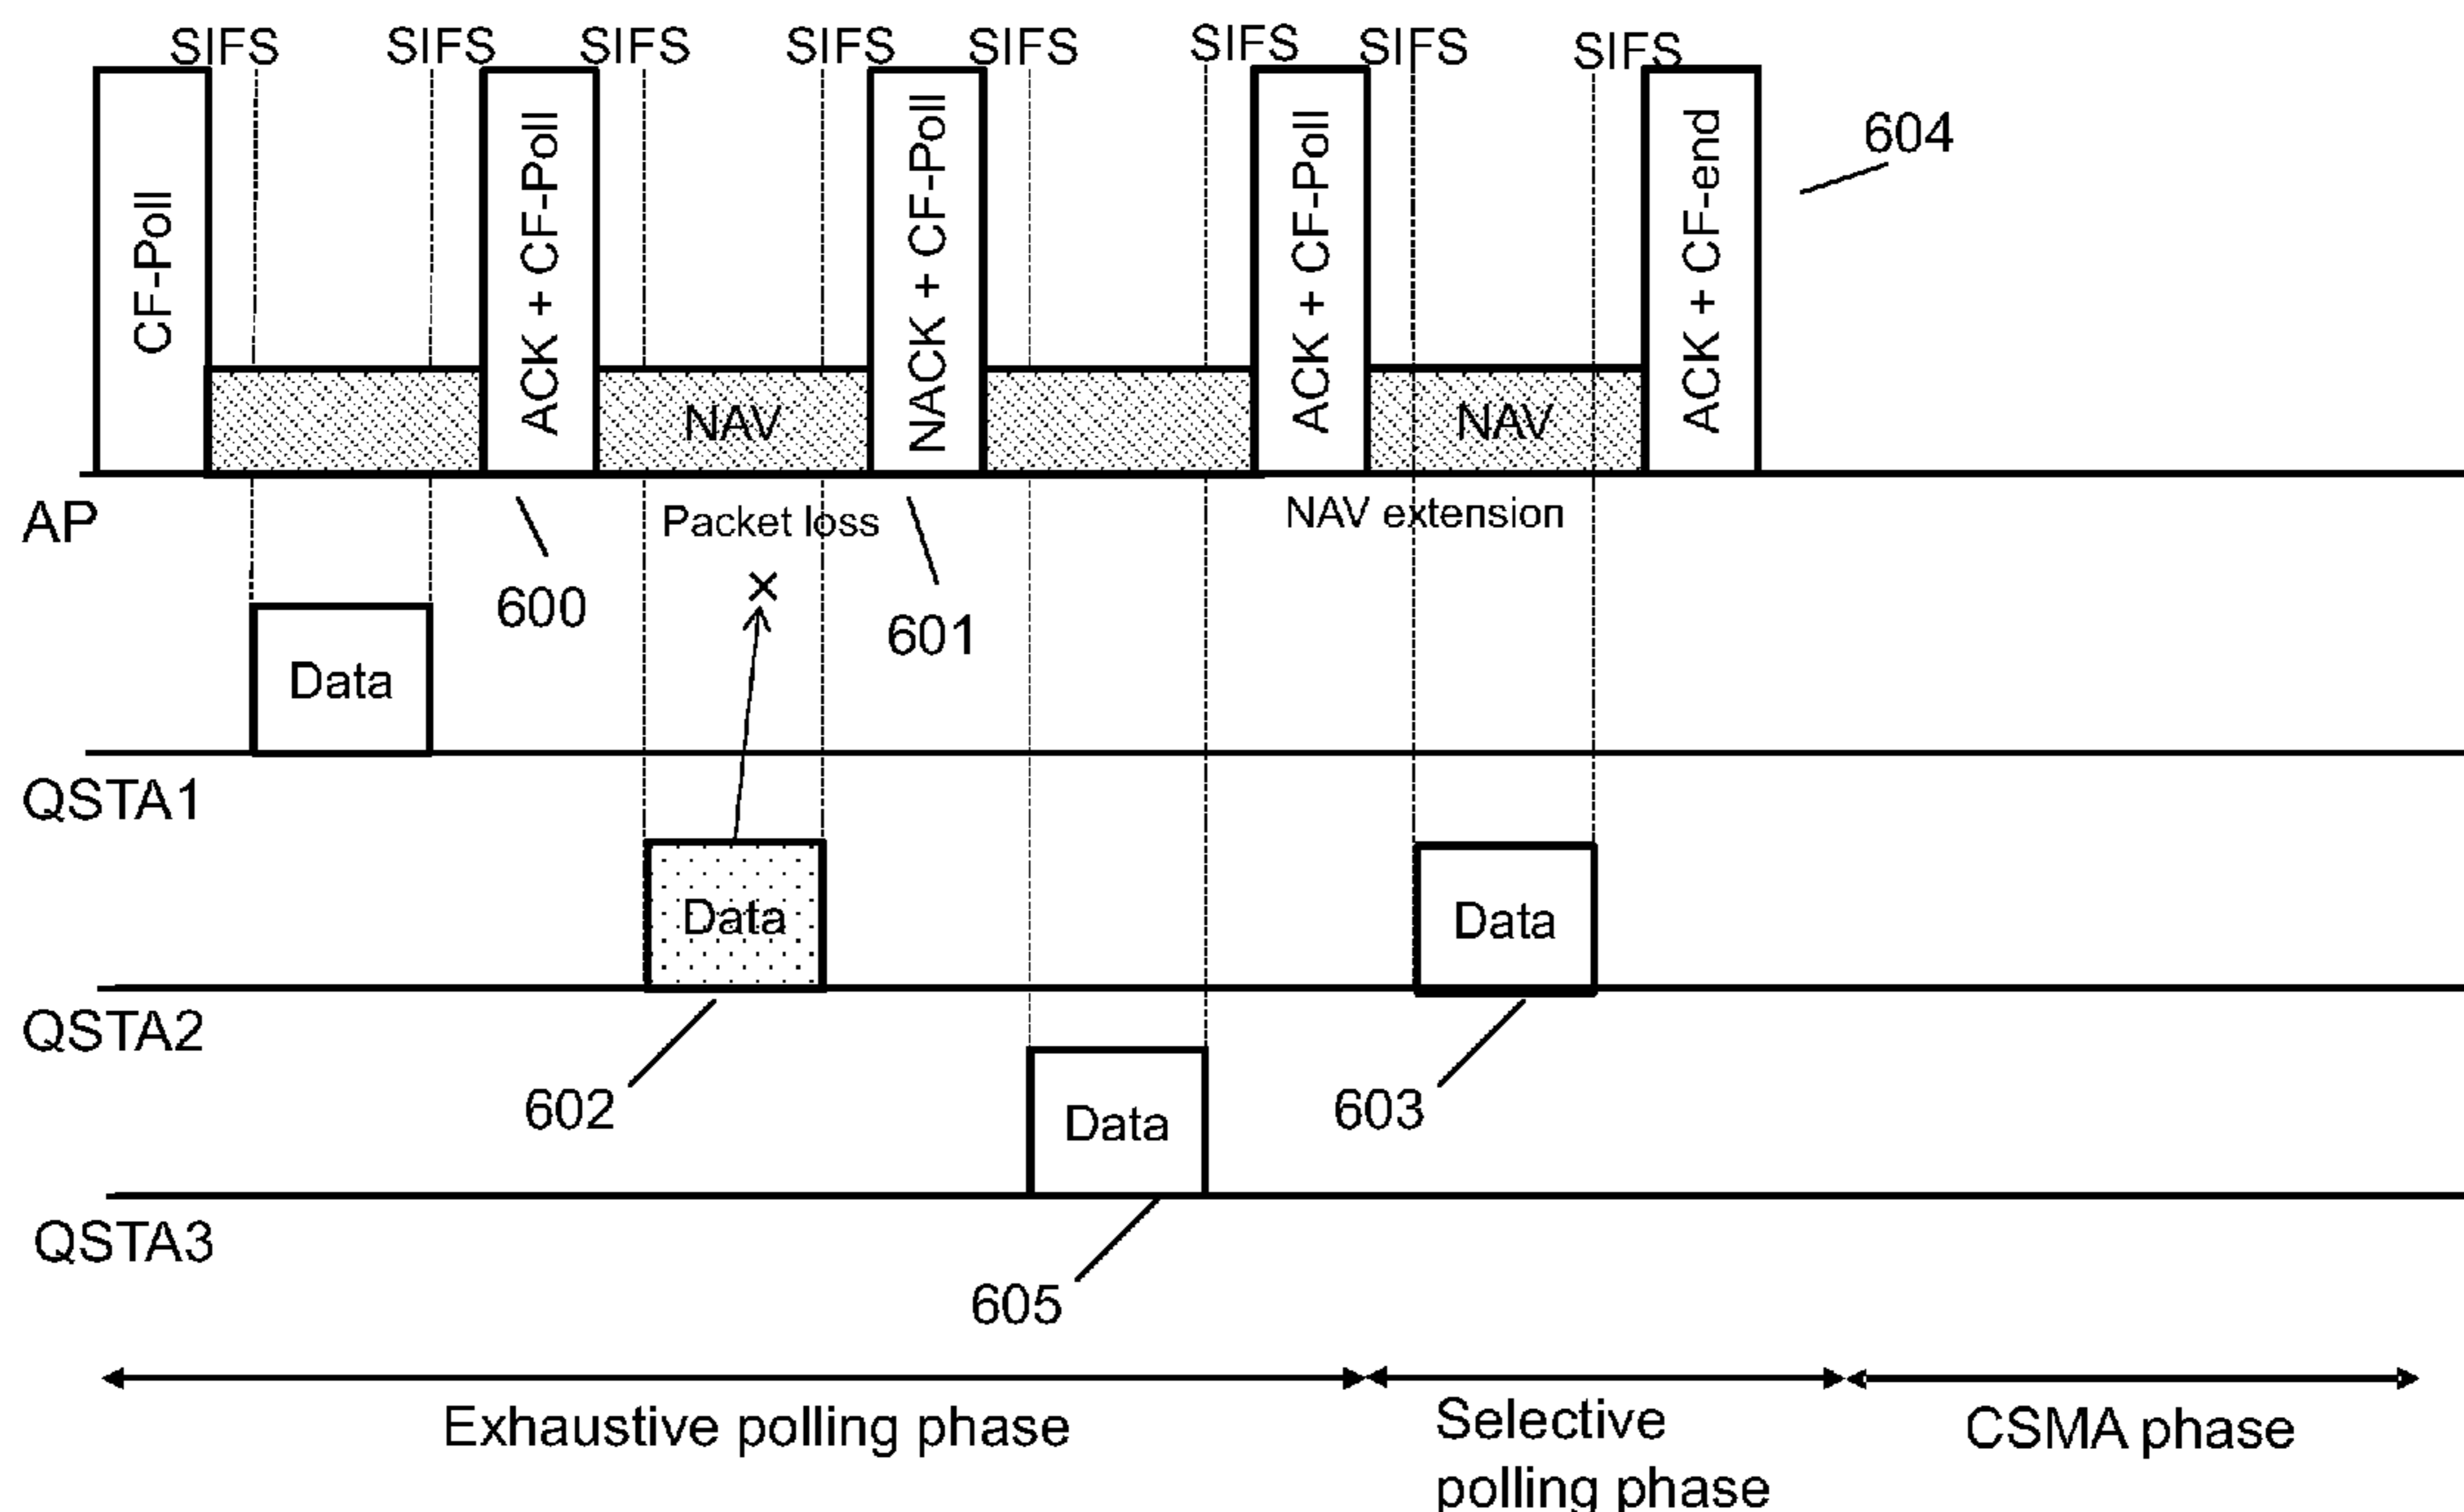 SIFS SIFS SIFS SIFS SIFS SIFS SIFS SIFS
CF-Poll
ACK + CF-Poll
NACK + CF-Poll
ACK + CF-Poll
ACK + CF-end
604
NAV
NAV
AP
Packet loss
NAV extension
600
601
Data
QSTA1
Data
Data
QSTA2
602
603
Data
QSTA3
605
Exhaustive polling phase
Selective
polling phase
CSMA phase